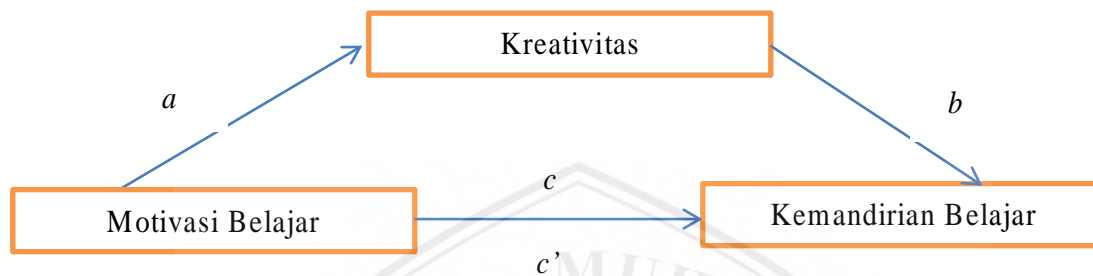 Kreativitas
a
b
c
Motivasi Belajar
Kemandirian Belajar
c’